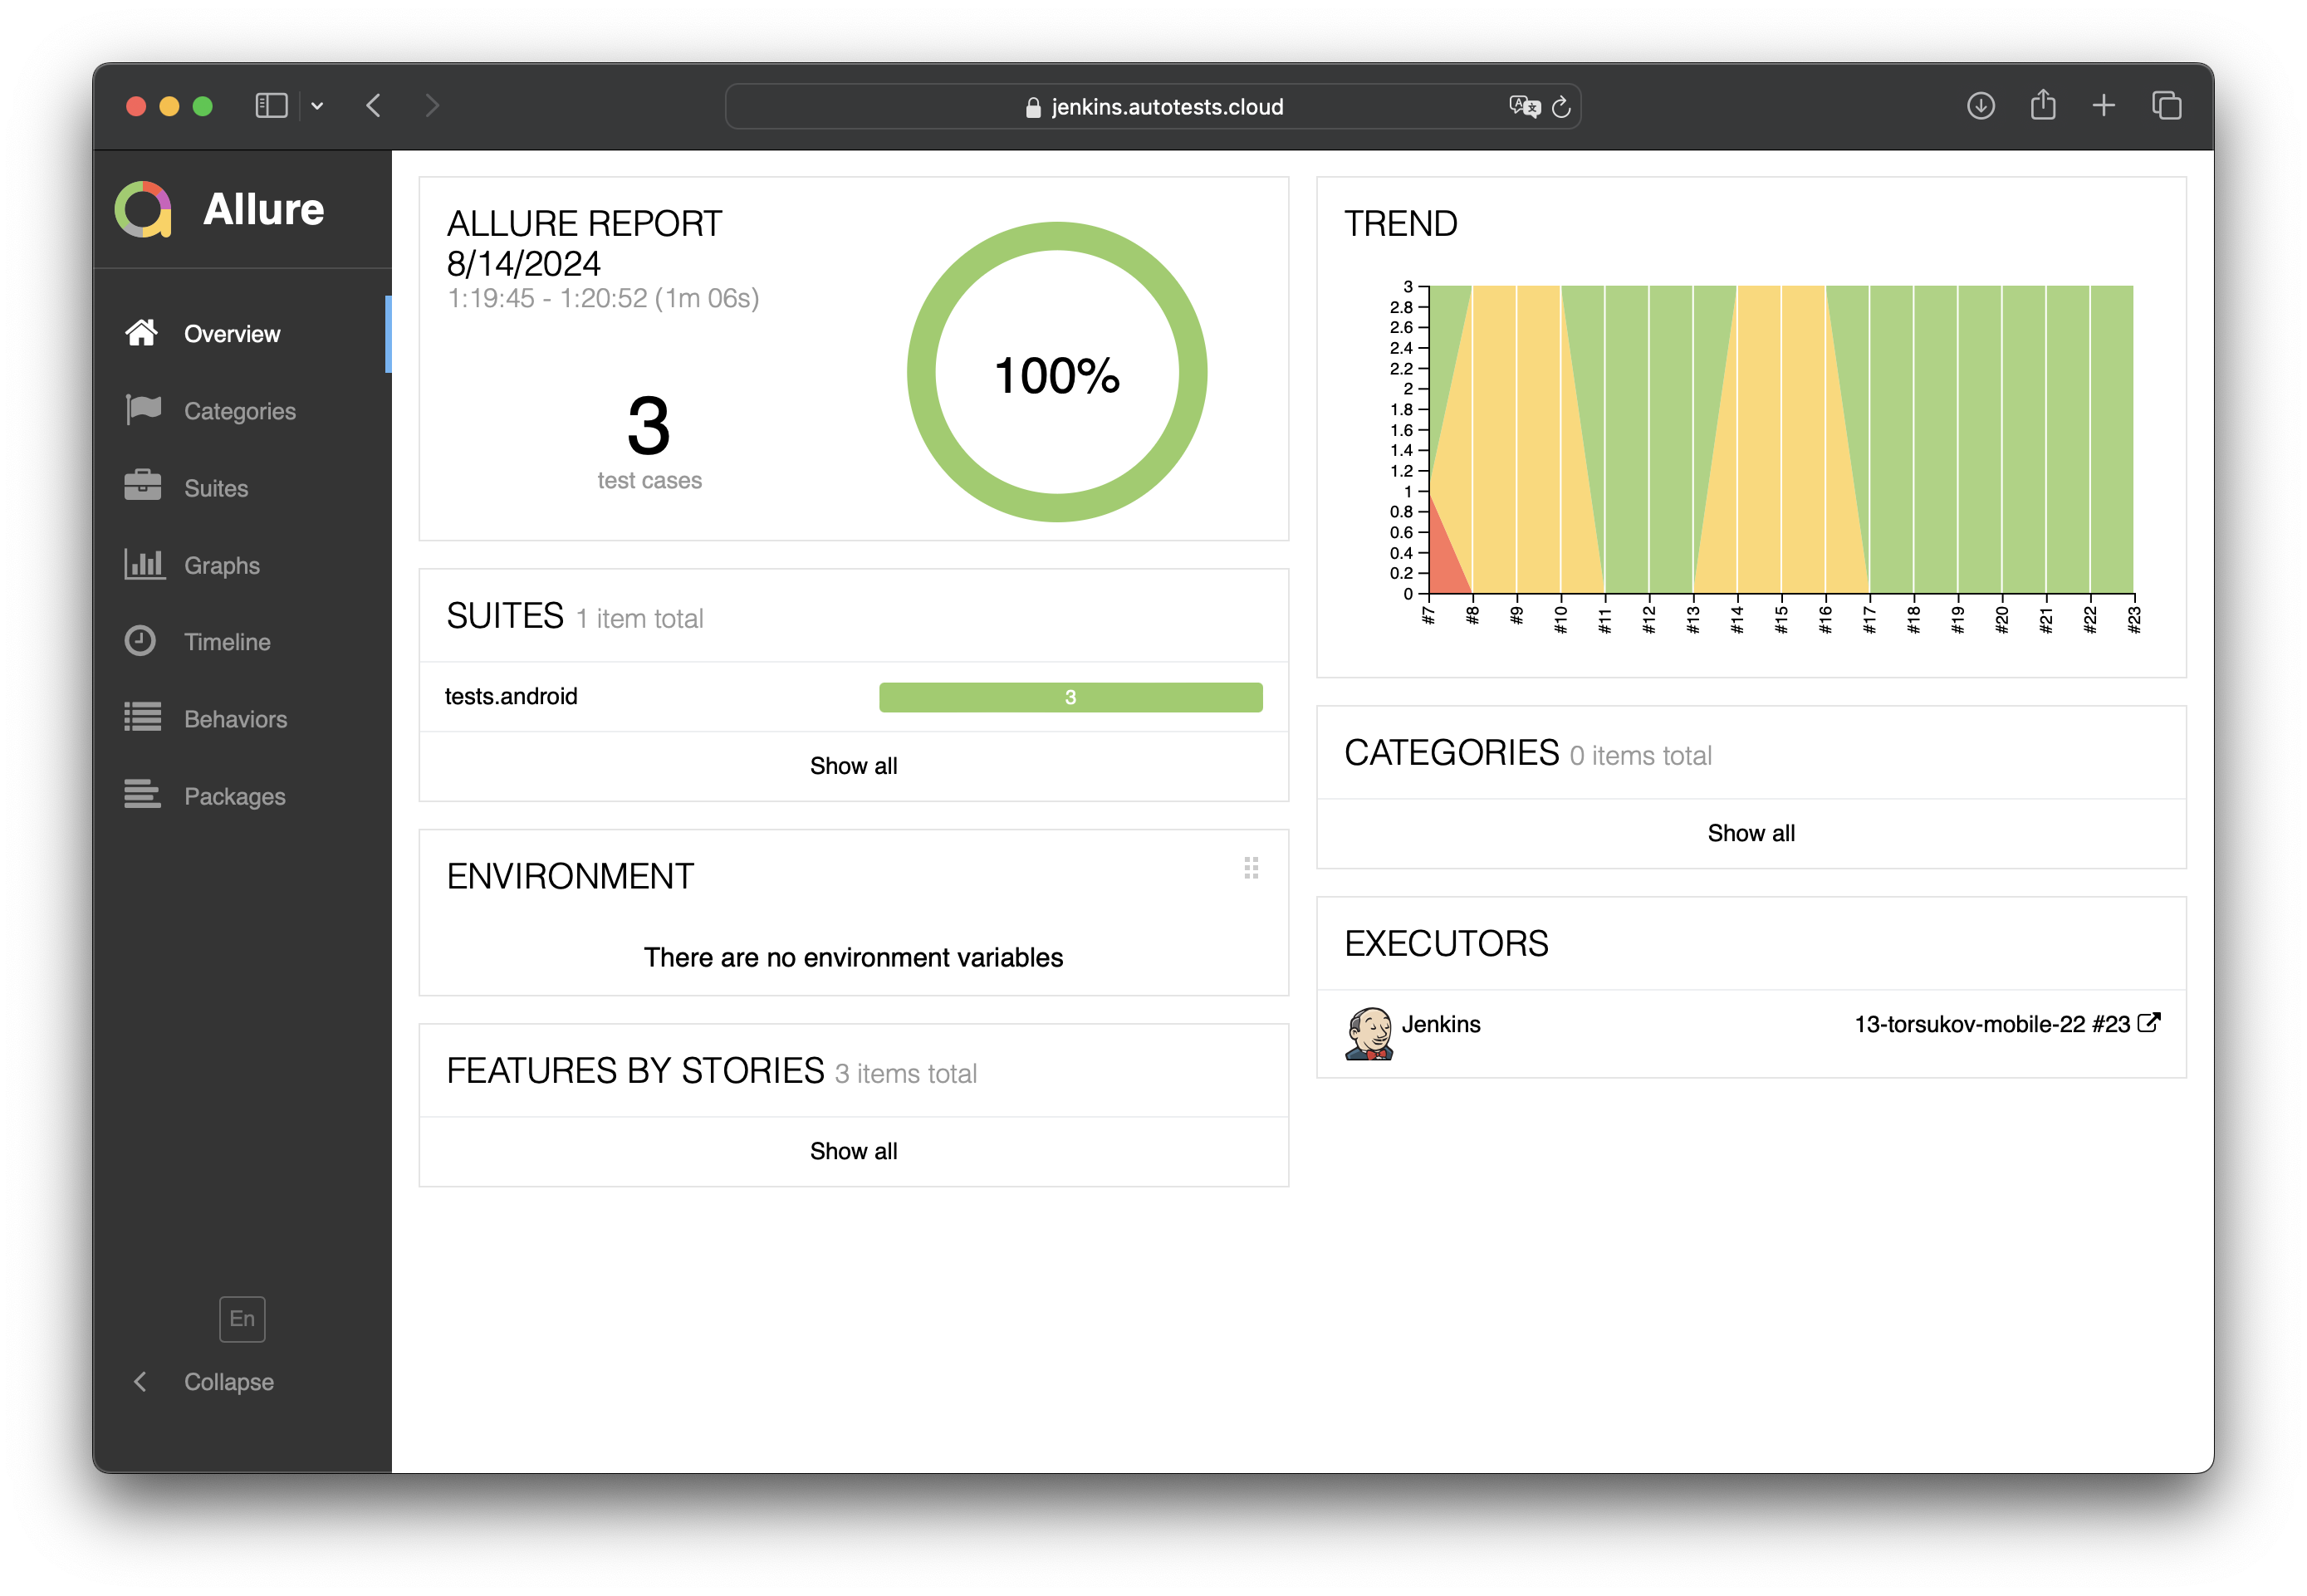 jenkins.autotests.cloud
Allure
Overview
Categories
Suites
Graphs
Timeline
Behaviors
Packages
En
Collapse
ALLURE REPORT
8/14/2024
1:19:45 - 1:20:52 (1m 06s)
3
test cases
100%
SUITES 1 item total
tests.android 3
Show all
ENVIRONMENT
There are no environment variables
FEATURES BY STORIES 3 items total
Show all
TREND
3
2.8
2.6
2.4
2.2
2
1.8
1.6
1.4
1.2
1
0.8
0.6
0.4
0.2
0
#7 #8 #9 #10 #11 #12 #13 #14 #15 #16 #17 #18 #19 #20 #21 #22 #23
CATEGORIES 0 items total
Show all
EXECUTORS
Jenkins 13-torsukov-mobile-22 #23